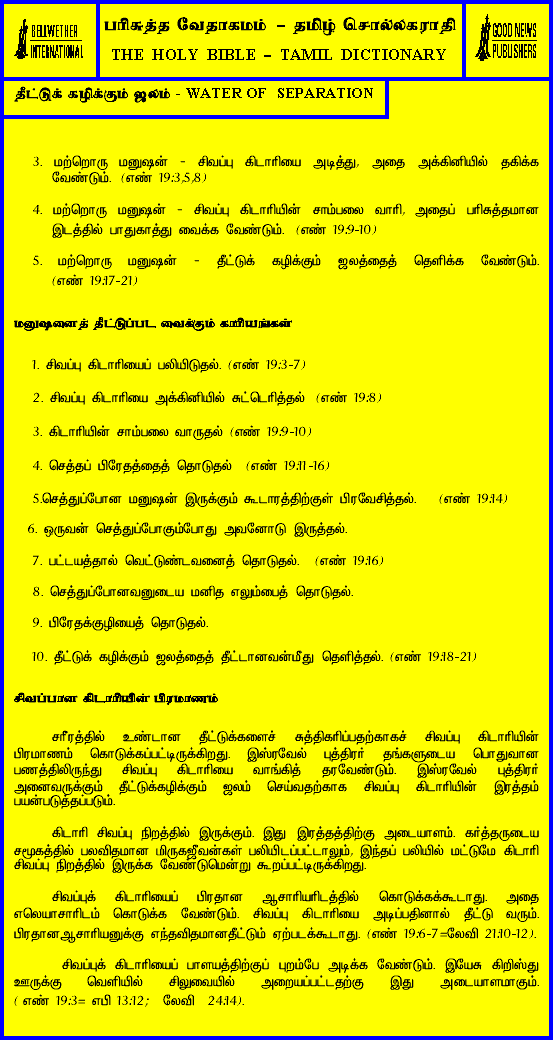 BELLWETHER
INTERNATIONAL
பரிசுத்த வேதாகமம் – தமிழ் சொல்லகராதி
THE HOLY BIBLE – TAMIL DICTIONARY
GOOD NEWS
PUBLISHERS
தீட்டுக் கழிக்கும் ஜலம் - WATER OF SEPARATION
3. மற்றொரு மனுஷன் - சிவப்பு கிடாரியை அடித்து, அதை அக்கினியில் தகிக்க
வேண்டும். (எண் 19:3,5,8)
4. மற்றொரு மனுஷன் - சிவப்பு கிடாரியின் சாம்பலை வாரி, அதைப் பரிசுத்தமான
இடத்தில் பாதுகாத்து வைக்க வேண்டும். (எண் 19:9-10)
5. மற்றொரு மனுஷன் - தீட்டுக் கழிக்கும் ஜலத்தைத் தெளிக்க வேண்டும்.
(எண் 19:17-21)
மனுஷனைத் தீட்டுப்பட வைக்கும் காரியங்கள்
1. சிவப்பு கிடாரியைப் பலியிடுதல். (எண் 19:3-7)
2. சிவப்பு கிடாரியை அக்கினியில் சுட்டெரித்தல் (எண் 19:8)
3. கிடாரியின் சாம்பலை வாருதல் (எண் 19:9-10)
4. செத்தப் பிரேதத்தைத் தொடுதல் (எண் 19:11-16)
5.செத்துப்போன மனுஷன் இருக்கும் கூடாரத்திற்குள் பிரவேசித்தல். (எண் 19:14)
6. ஒருவன் செத்துப்போகும்போது அவனோடு இருத்தல்.
7. பட்டயத்தால் வெட்டுண்டவனைத் தொடுதல். (எண் 19:16)
8. செத்துப்போனவனுடைய மனித எலும்பைத் தொடுதல்.
9. பிரேதக்குழியைத் தொடுதல்.
10. தீட்டுக் கழிக்கும் ஜலத்தைத் தீட்டானவன்மீது தெளித்தல். (எண் 19:18-21)
சிவப்பான கிடாரியின் பிரமாணம்
சரீரத்தில் உண்டான தீட்டுக்களைச் சுத்திகரிப்பதற்காகச் சிவப்பு கிடாரியின்
பிரமாணம் கொடுக்கப்பட்டிருக்கிறது. இஸ்ரவேல் புத்திரர் தங்களுடைய பொதுவான
பணத்திலிருந்து சிவப்பு கிடாரியை வாங்கித் தரவேண்டும். இஸ்ரவேல் புத்திரர்
அனைவருக்கும் தீட்டுக்கழிக்கும் ஜலம் செய்வதற்காக சிவப்பு கிடாரியின் இரத்தம்
பயன்படுத்தப்படும்.
கிடாரி சிவப்பு நிறத்தில் இருக்கும். இது இரத்தத்திற்கு அடையாளம். கர்த்தருடைய
சமூகத்தில் பலவிதமான மிருகஜீவன்கள் பலியிடப்பட்டாலும், இந்தப் பலியில் மட்டுமே கிடாரி
சிவப்பு நிறத்தில் இருக்க வேண்டுமென்று கூறப்பட்டிருக்கிறது.
சிவப்புக் கிடாரியைப் பிரதான ஆசாரியரிடத்தில் கொடுக்கக்கூடாது. அதை
எலெயாசாரிடம் கொடுக்க வேண்டும். சிவப்பு கிடாரியை அடிப்பதினால் தீட்டு வரும்.
பிரதானஆசாரியனுக்கு எந்தவிதமானதீட்டும் ஏற்படக்கூடாது. (எண் 19:6-7=லேவி 21:10-12).
சிவப்புக் கிடாரியைப் பாளயத்திற்குப் புறம்பே அடிக்க வேண்டும். இயேசு கிறிஸ்து
ஊருக்கு வெளியில் சிலுவையில் அறையப்பட்டதற்கு இது அடையாளமாகும்.
( எண் 19:3= எபி 13:12; லேவி 24:14).